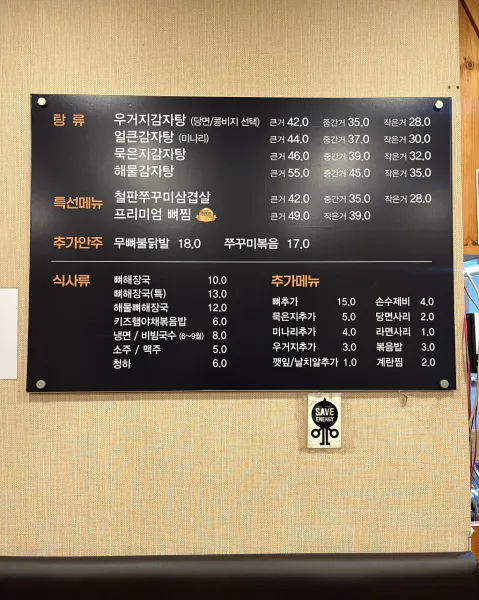 탕 류 우거지감자탕 (당면/콩비지 선택) 큰거 42,0 중간거 35,0 작은거 28,0
얼큰감자탕 (미나리) 큰거 44,0 중간거 37,0 작은거 30,0
묵은지감자탕 큰거 46,0 중간거 39,0 작은거 32,0
해물감자탕 큰거 55,0 중간거 45,0 작은거 35,0
특선메뉴 철판쭈꾸미삼겹살 큰거 42,0 중간거 35,0 작은거 28,0
프리미엄 뼈찜 큰거 49,0 작은거 39,0
추가안주 무뼈불닭발 18,0 쭈꾸미볶음 17,0
식사류
뼈해장국 10,0
뼈해장국(특) 13,0
해물뼈해장국 12,0
키즈햄야채볶음밥 6,0
냉면 / 비빔국수 (6~9월) 8,0
소주 / 맥주 5,0
청하 6,0
추가메뉴
뼈추가 15,0 손수제비 4,0
묵은지추가 5,0 당면사리 2,0
미나리추가 4,0 라면사리 1,0
우거지추가 3,0 볶음밥 3,0
깻잎/날치알추가 1,0 계란찜 2,0
SAVE
ENERGY